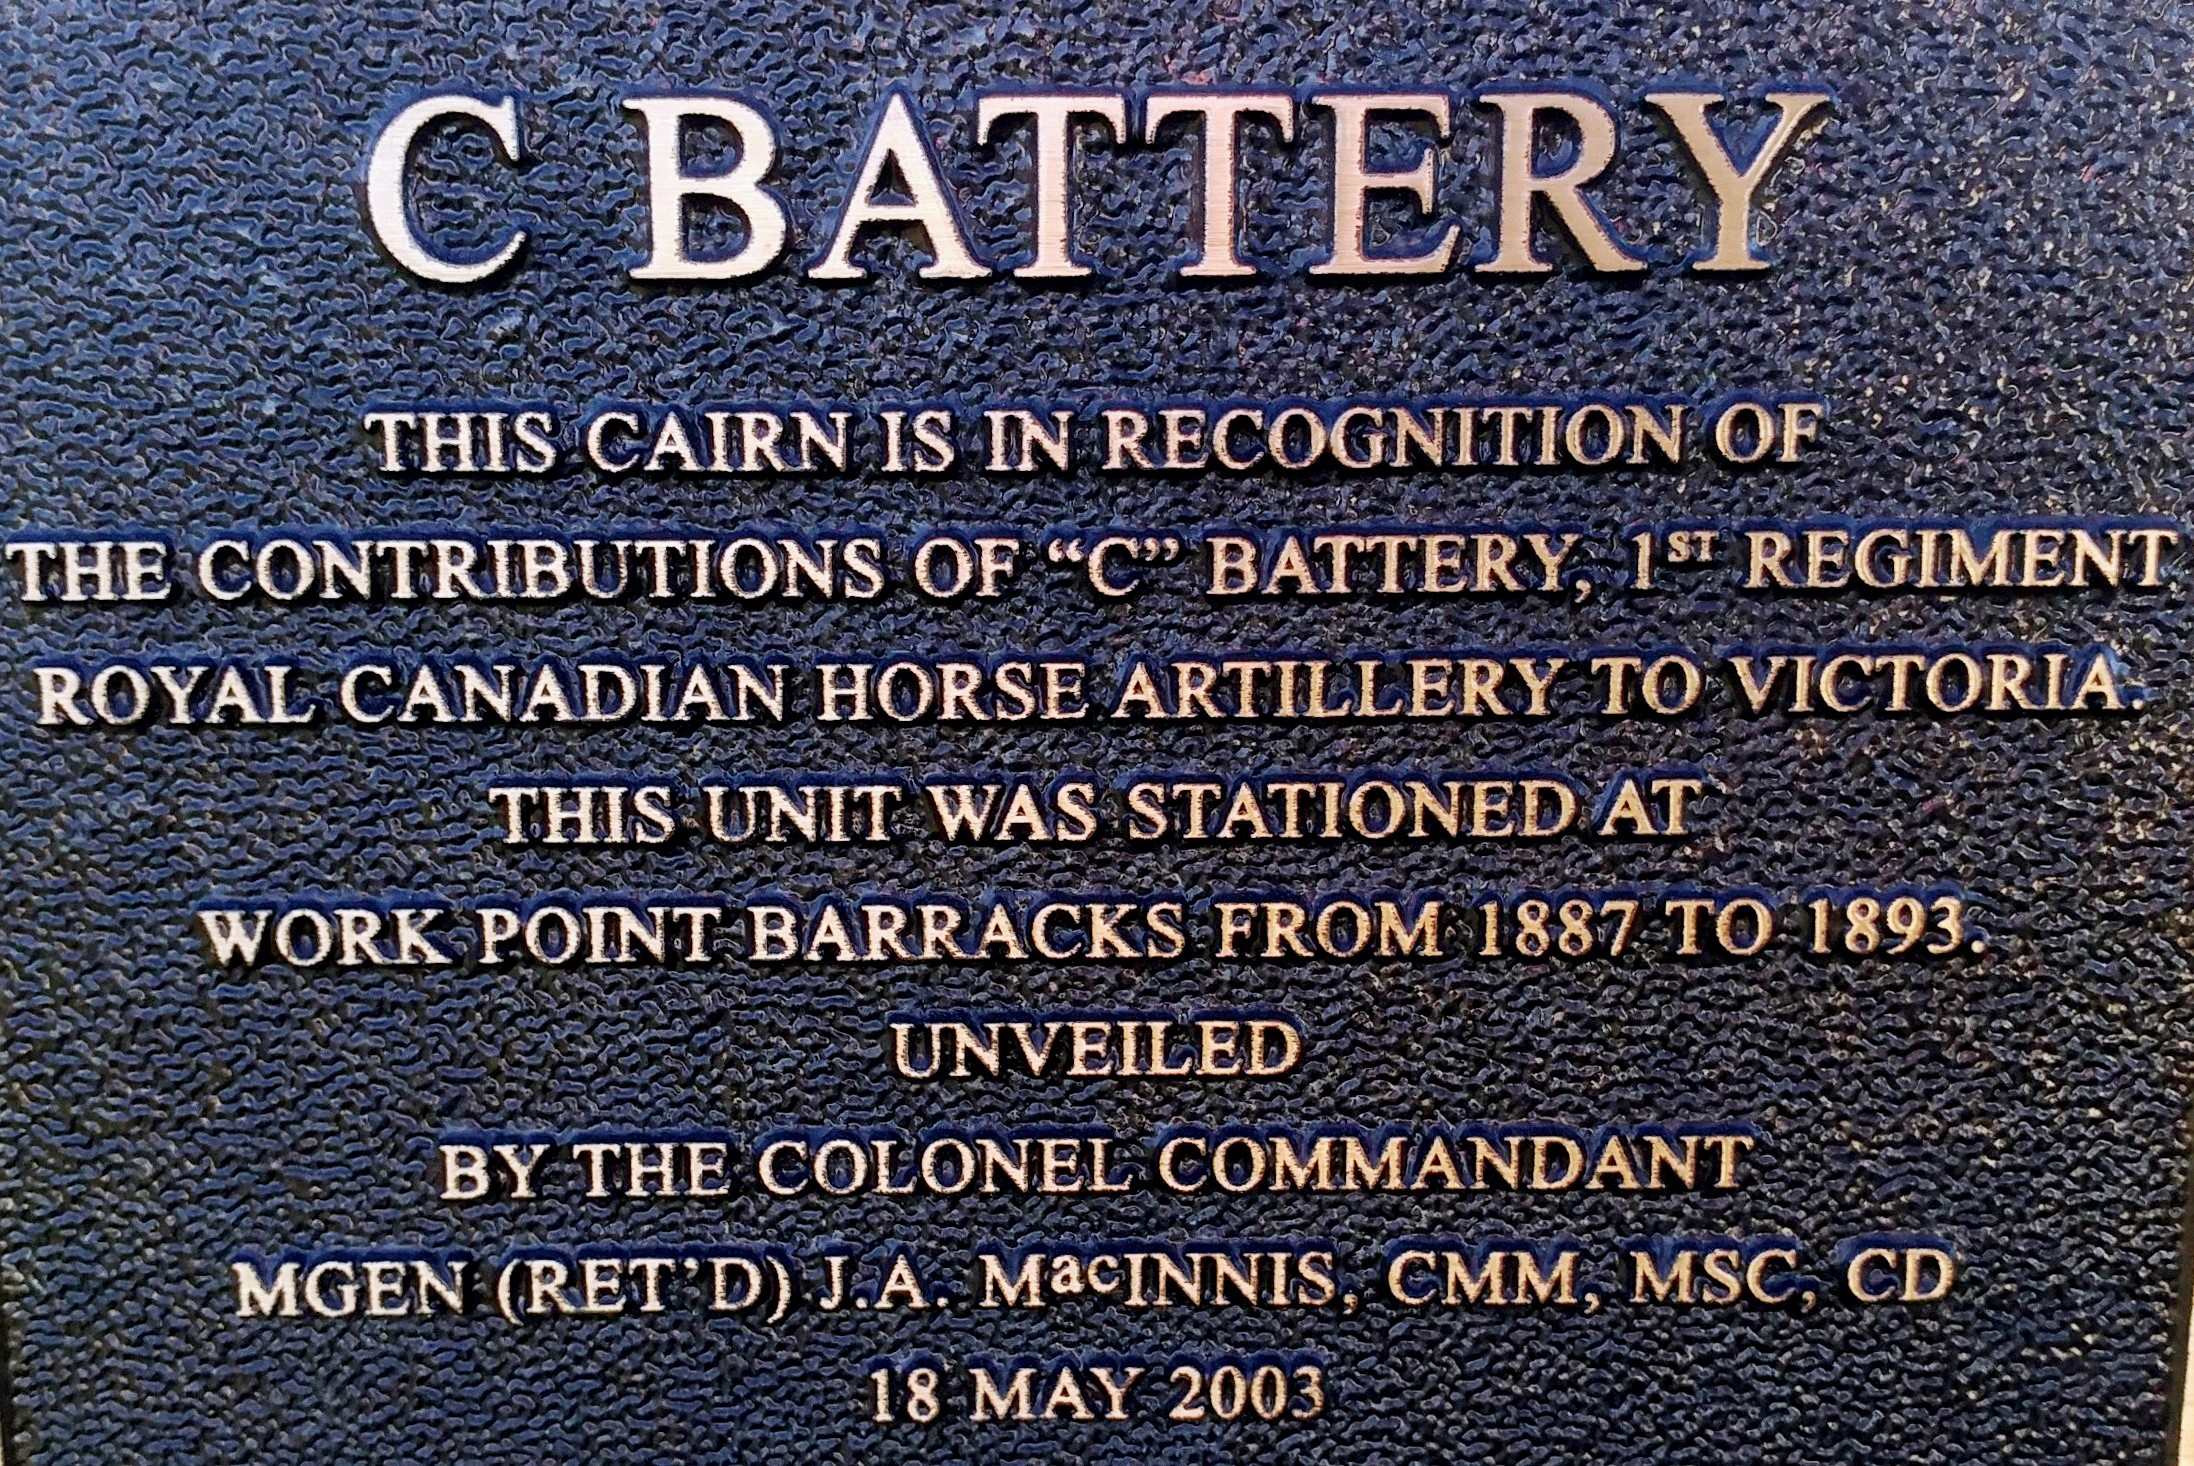 C BATTERY
THIS CAIRN IS IN RECOGNITION OF
THE CONTRIBUTIONS OF “C” BATTERY, 1ST REGIMENT
ROYAL CANADIAN HORSE ARTILLERY TO VICTORIA.
THIS UNIT WAS STATIONED AT
WORK POINT BARRACKS FROM 1887 TO 1893.
UNVEILED
BY THE COLONEL COMMANDANT
MGEN (RET’D) J.A. MacINNIS, CMM, MSC, CD
18 MAY 2003